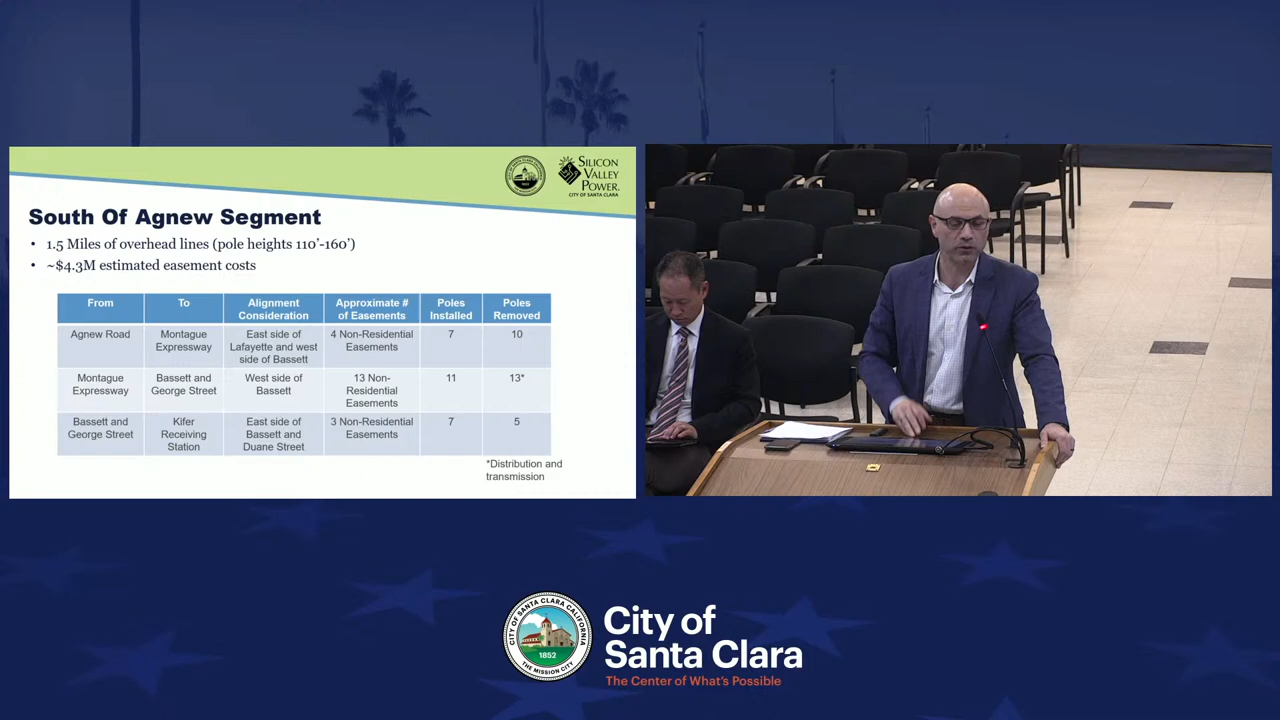 SILICON
VALLEY
POWER.
CITY OF SANTA CLARA
South Of Agnew Segment
• 1.5 Miles of overhead lines (pole heights 110’-160’)
• ~$4.3M estimated easement costs
From To Alignment Consideration Approximate # of Easements Poles Installed Poles Removed
Agnew Road Montague Expressway East side of Lafayette and west side of Bassett 4 Non-Residential Easements 7 10
Montague Expressway Bassett and George Street West side of Bassett 13 Non-Residential Easements 11 13*
Bassett and George Street Kifer Receiving Station East side of Bassett and Duane Street 3 Non-Residential Easements 7 5
*Distribution and
transmission
CITY OF SANTA CLARA CALIFORNIA
1852
THE MISSION CITY
City of
Santa Clara
The Center of What's Possible